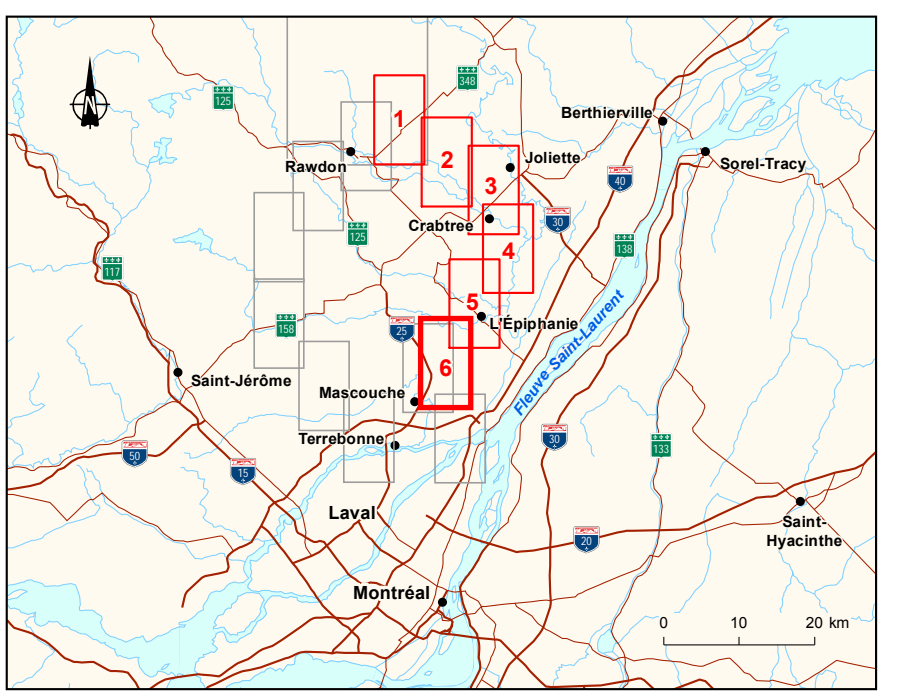 348
125
Berthierville
1
N
2
Joliette
Sorel-Tracy
Rawdon
3
40
Crabtree
30
125
138
4
117
5
158
25
L'Épiphanie
Fleuve Saint-Laurent
6
Saint-Jérôme
Mascouche
30
Terrebonne
133
50
15
Saint-
Hyacinthe
Laval
20
Montréal
0 10 20 km